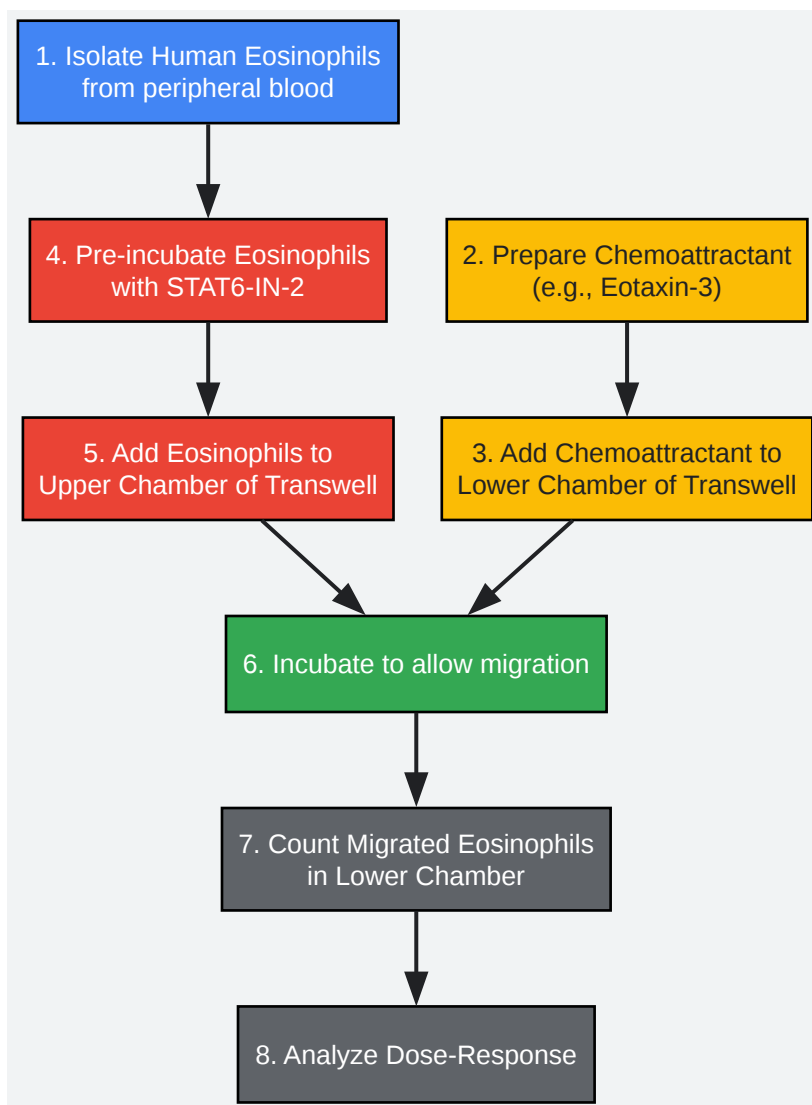 1. Isolate Human Eosinophils
from peripheral blood
4. Pre-incubate Eosinophils
with STAT6-IN-2
2. Prepare Chemoattractant
(e.g., Eotaxin-3)
5. Add Eosinophils to
Upper Chamber of Transwell
3. Add Chemoattractant to
Lower Chamber of Transwell
6. Incubate to allow migration
7. Count Migrated Eosinophils
in Lower Chamber
8. Analyze Dose-Response